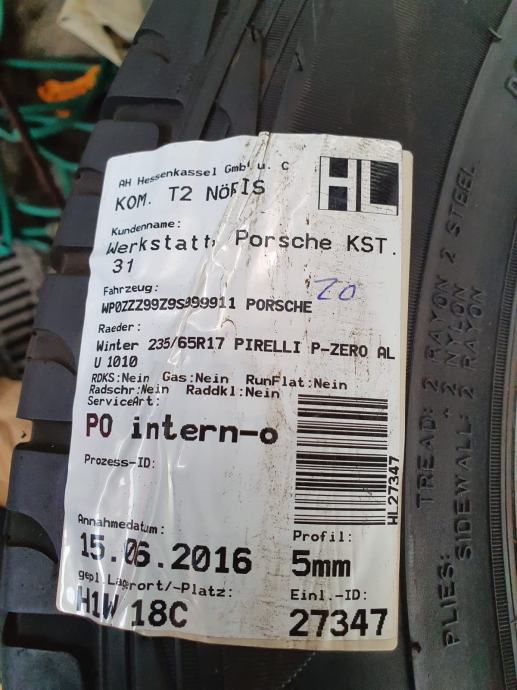 AH Hessenkassel GmbH u. C
HL
KOM. T2 NÖFIS
Kundenname:
Werkstatt, Porsche KST.
31
Fahrzeug:
20
WP0ZZZ99Z9S999911 PORSCHE
Raeder:
Winter 235/65R17 PIRELLI P-ZERO AL
U 1010
RDKS:Nein Gas:Nein RunFlat:Nein
Radschr:Nein Raddkl:Nein
ServiceArt:
PO intern-o
Prozess-ID:
HL27347
Annahmedatum:
15.06.2016
Profil:
5mm
gepl.Lagerort/-Platz:
H1W 18C
Einl.-ID:
27347
TREAD: 2 RAYON 2 STEEL
2 NYLON
PLIES: SIDEWALL: 2 RAYON